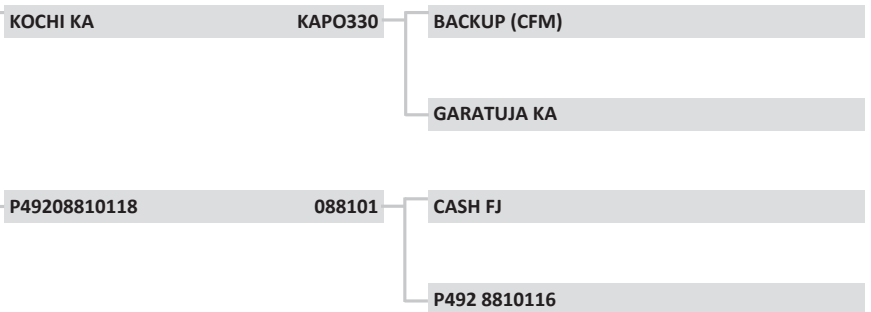 KOCHI KA KAPO330 BACKUP (CFM)
GARATUJA KA
P49208810118 088101 CASH FJ
P492 8810116